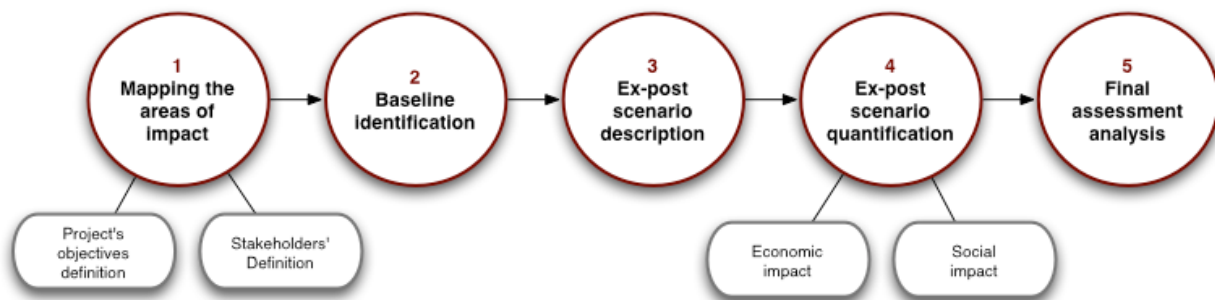 1
Mapping the
areas of
impact
2
Baseline
identification
3
Ex-post
scenario
description
4
Ex-post
scenario
quantification
5
Final
assessment
analysis
Project's
objectives
definition
Stakeholders'
Definition
Economic
impact
Social
impact